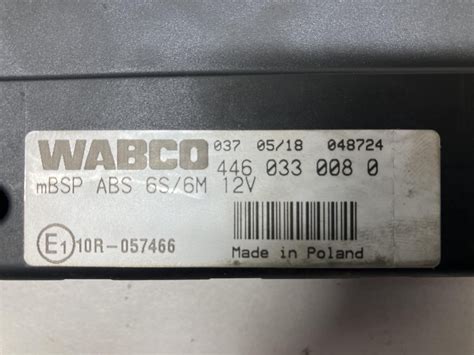 WABCO 037 05/18 048724
446 033 008 0
mBSP ABS 6S/6M 12V
E1 10R-057466
Made in Poland